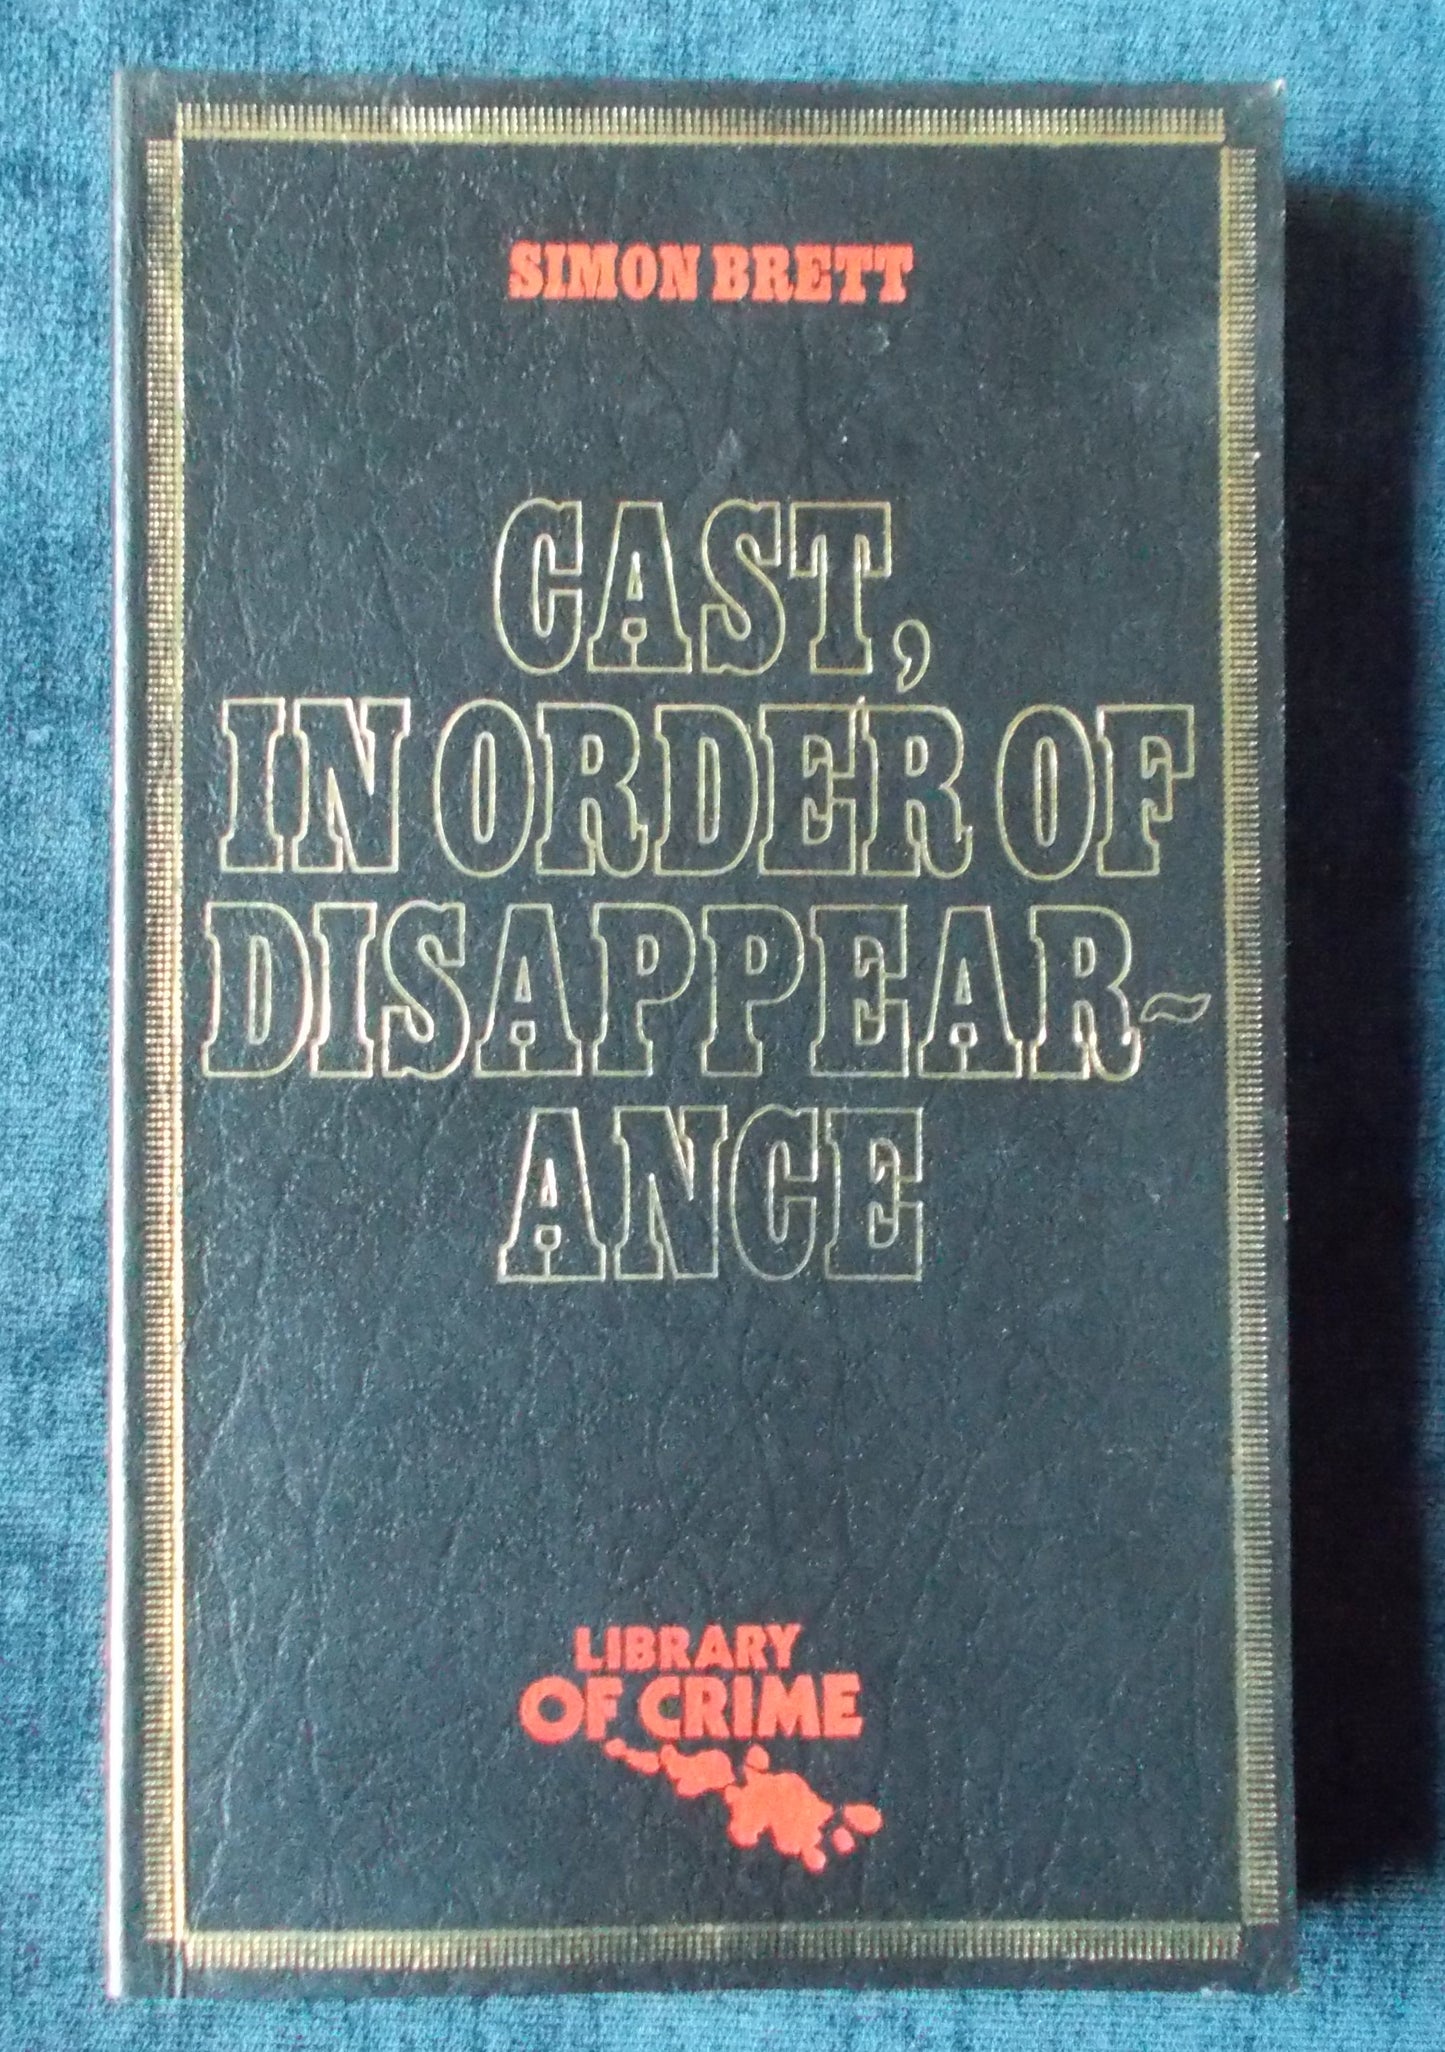 SIMON BRETT
CAST,
IN ORDER OF
DISAPPEAR~
ANCE
LIBRARY
OF CRIME